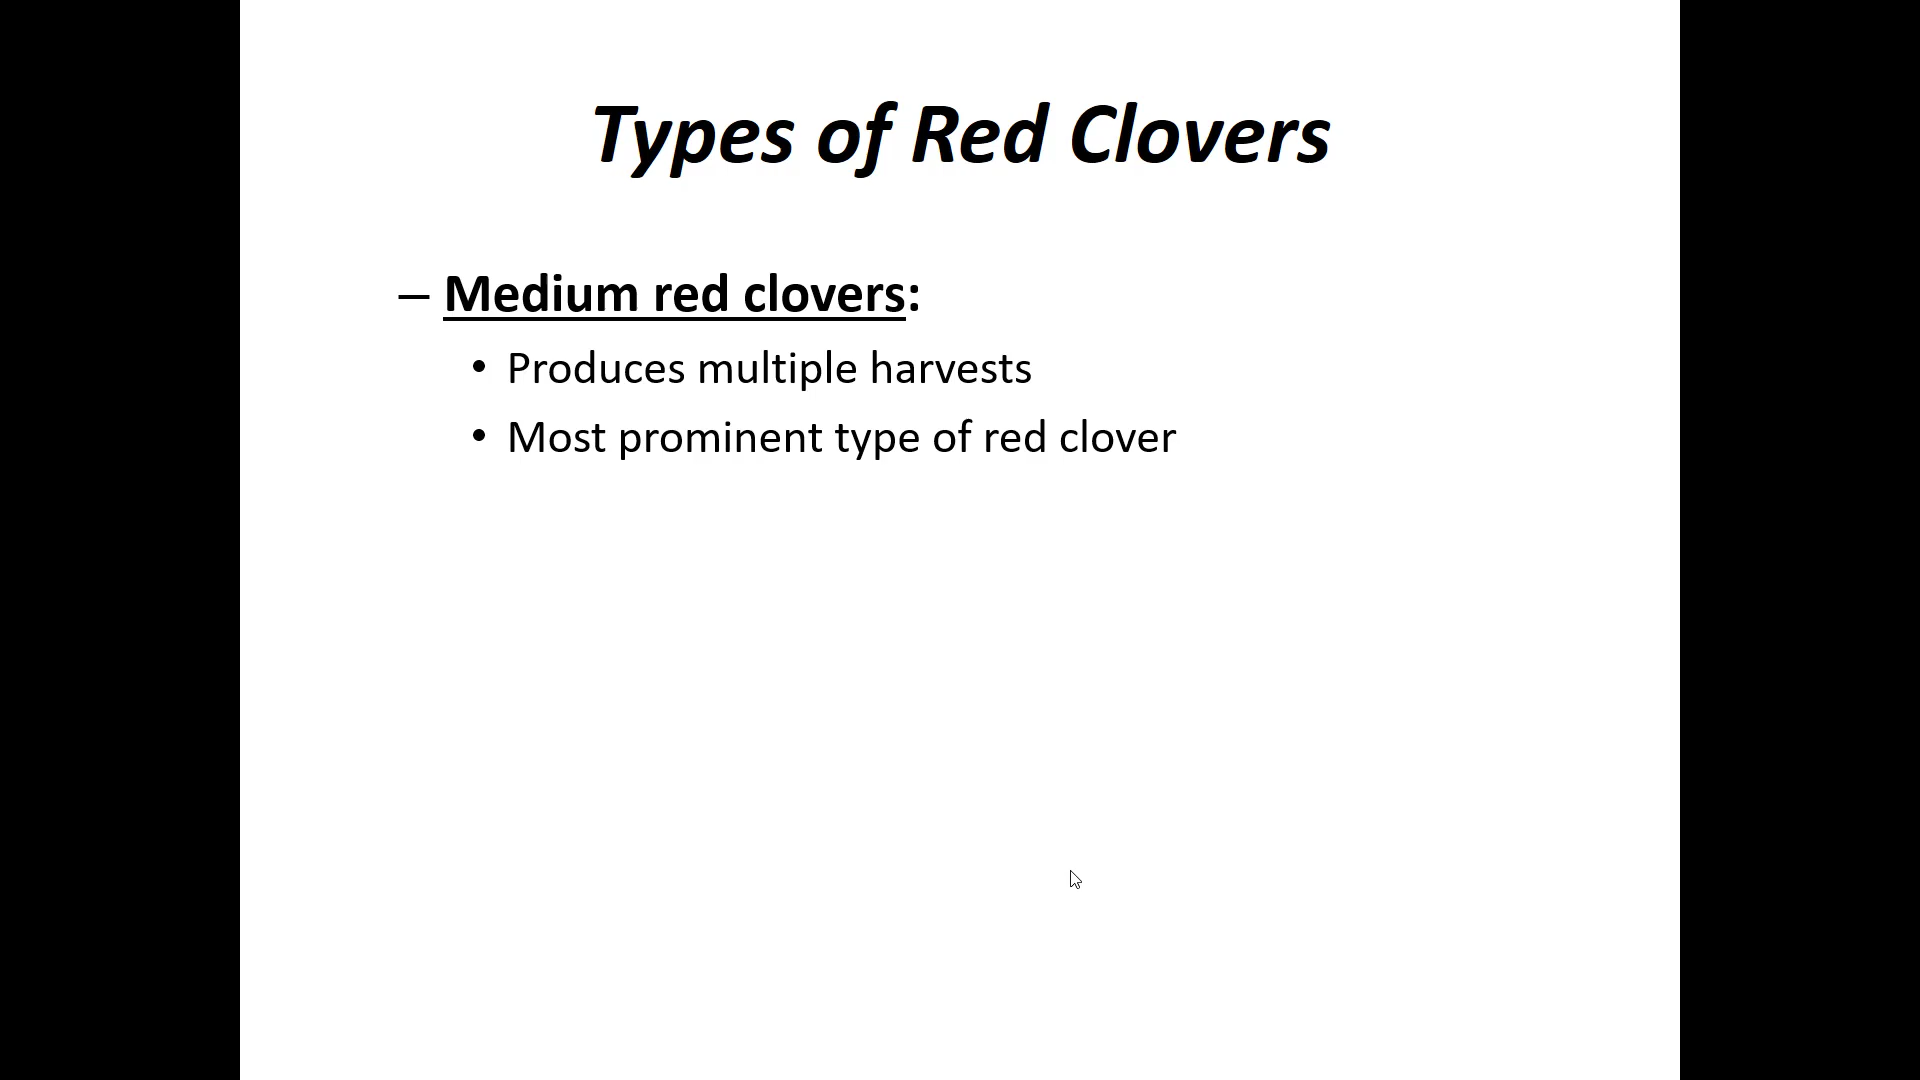 Types of Red Clovers
– Medium red clovers:
• Produces multiple harvests
• Most prominent type of red clover